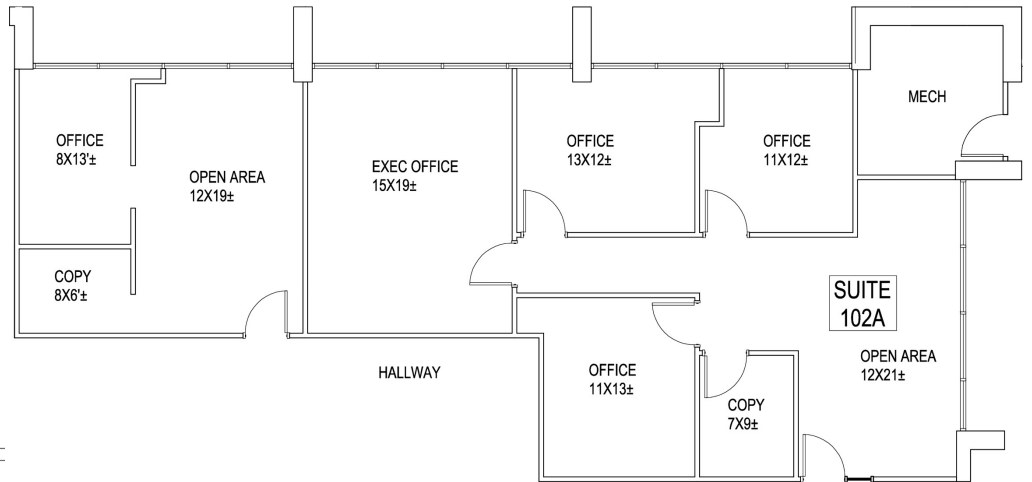 MECH
OFFICE
8X13'±
OPEN AREA
12X19±
EXEC OFFICE
15X19±
OFFICE
13X12±
OFFICE
11X12±
COPY
8X6'±
SUITE
102A
HALLWAY
OFFICE
11X13±
COPY
7X9±
OPEN AREA
12X21±